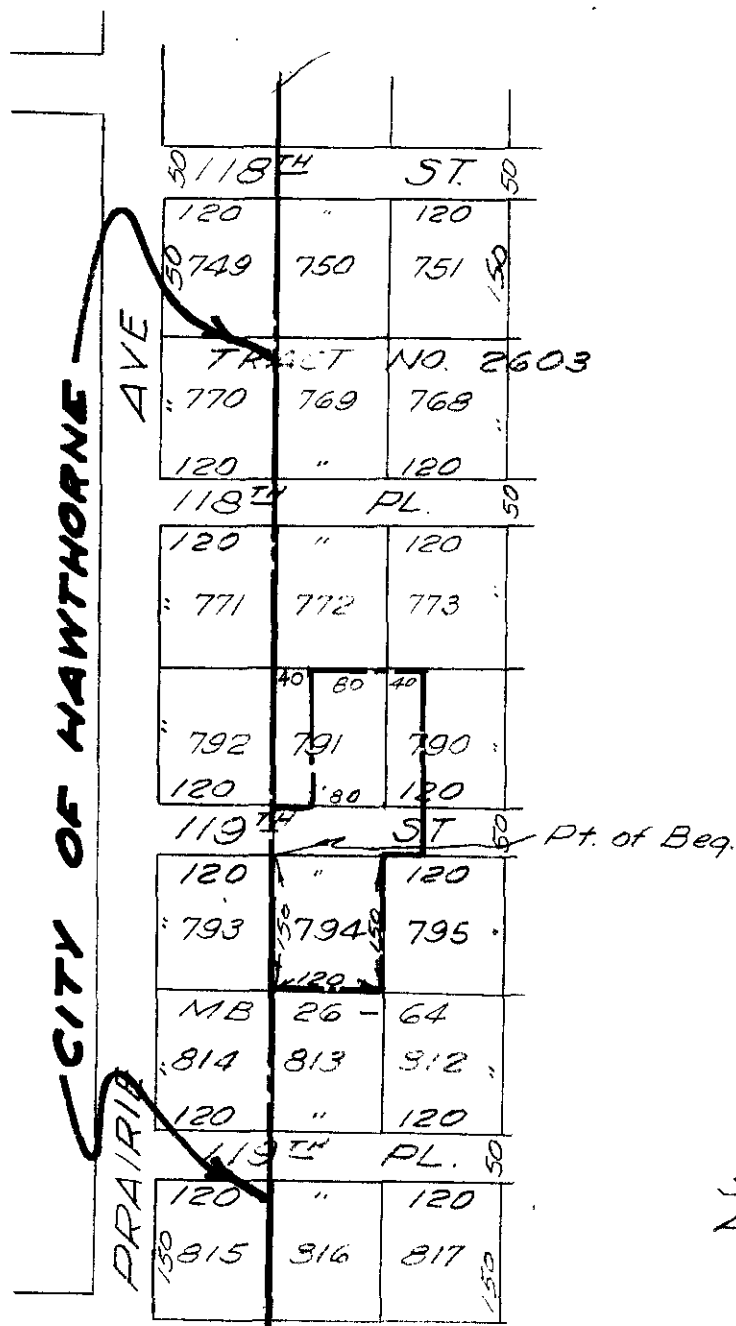 50 118TH ST. 50
120 " 120
50 749 750 751 150
TRACT NO. 2603
" 770 769 768 "
120 " 120
118TH PL. 50
120 " 120
" 771 772 773 "
40 80 40
" 792 791 790 "
120 80 120
119TH ST 50
Pt. of Beg.
120 " 120
" 793 150 794 150 795 "
120
MB 26 - 64
" 814 813 812 "
120 " 120
119TH PL. 50
120 " 120
150 815 816 817 150
CITY OF HAWTHORNE
PRAIRIE AVE